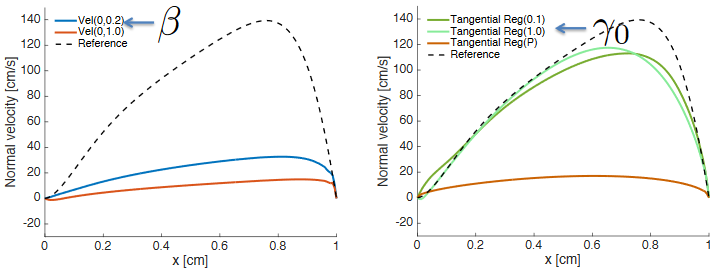 Vel(0,0.2)
Vel(0,1.0)
Reference
β
Normal velocity [cm/s]
140
120
100
80
60
40
20
0
-20
0
0.2
0.4
0.6
0.8
1
x [cm]
Tangential Reg(0.1)
Tangential Reg(1.0)
Tangential Reg(P)
Reference
γ0
Normal velocity [cm/s]
140
120
100
80
60
40
20
0
-20
0
0.2
0.4
0.6
0.8
1
x [cm]